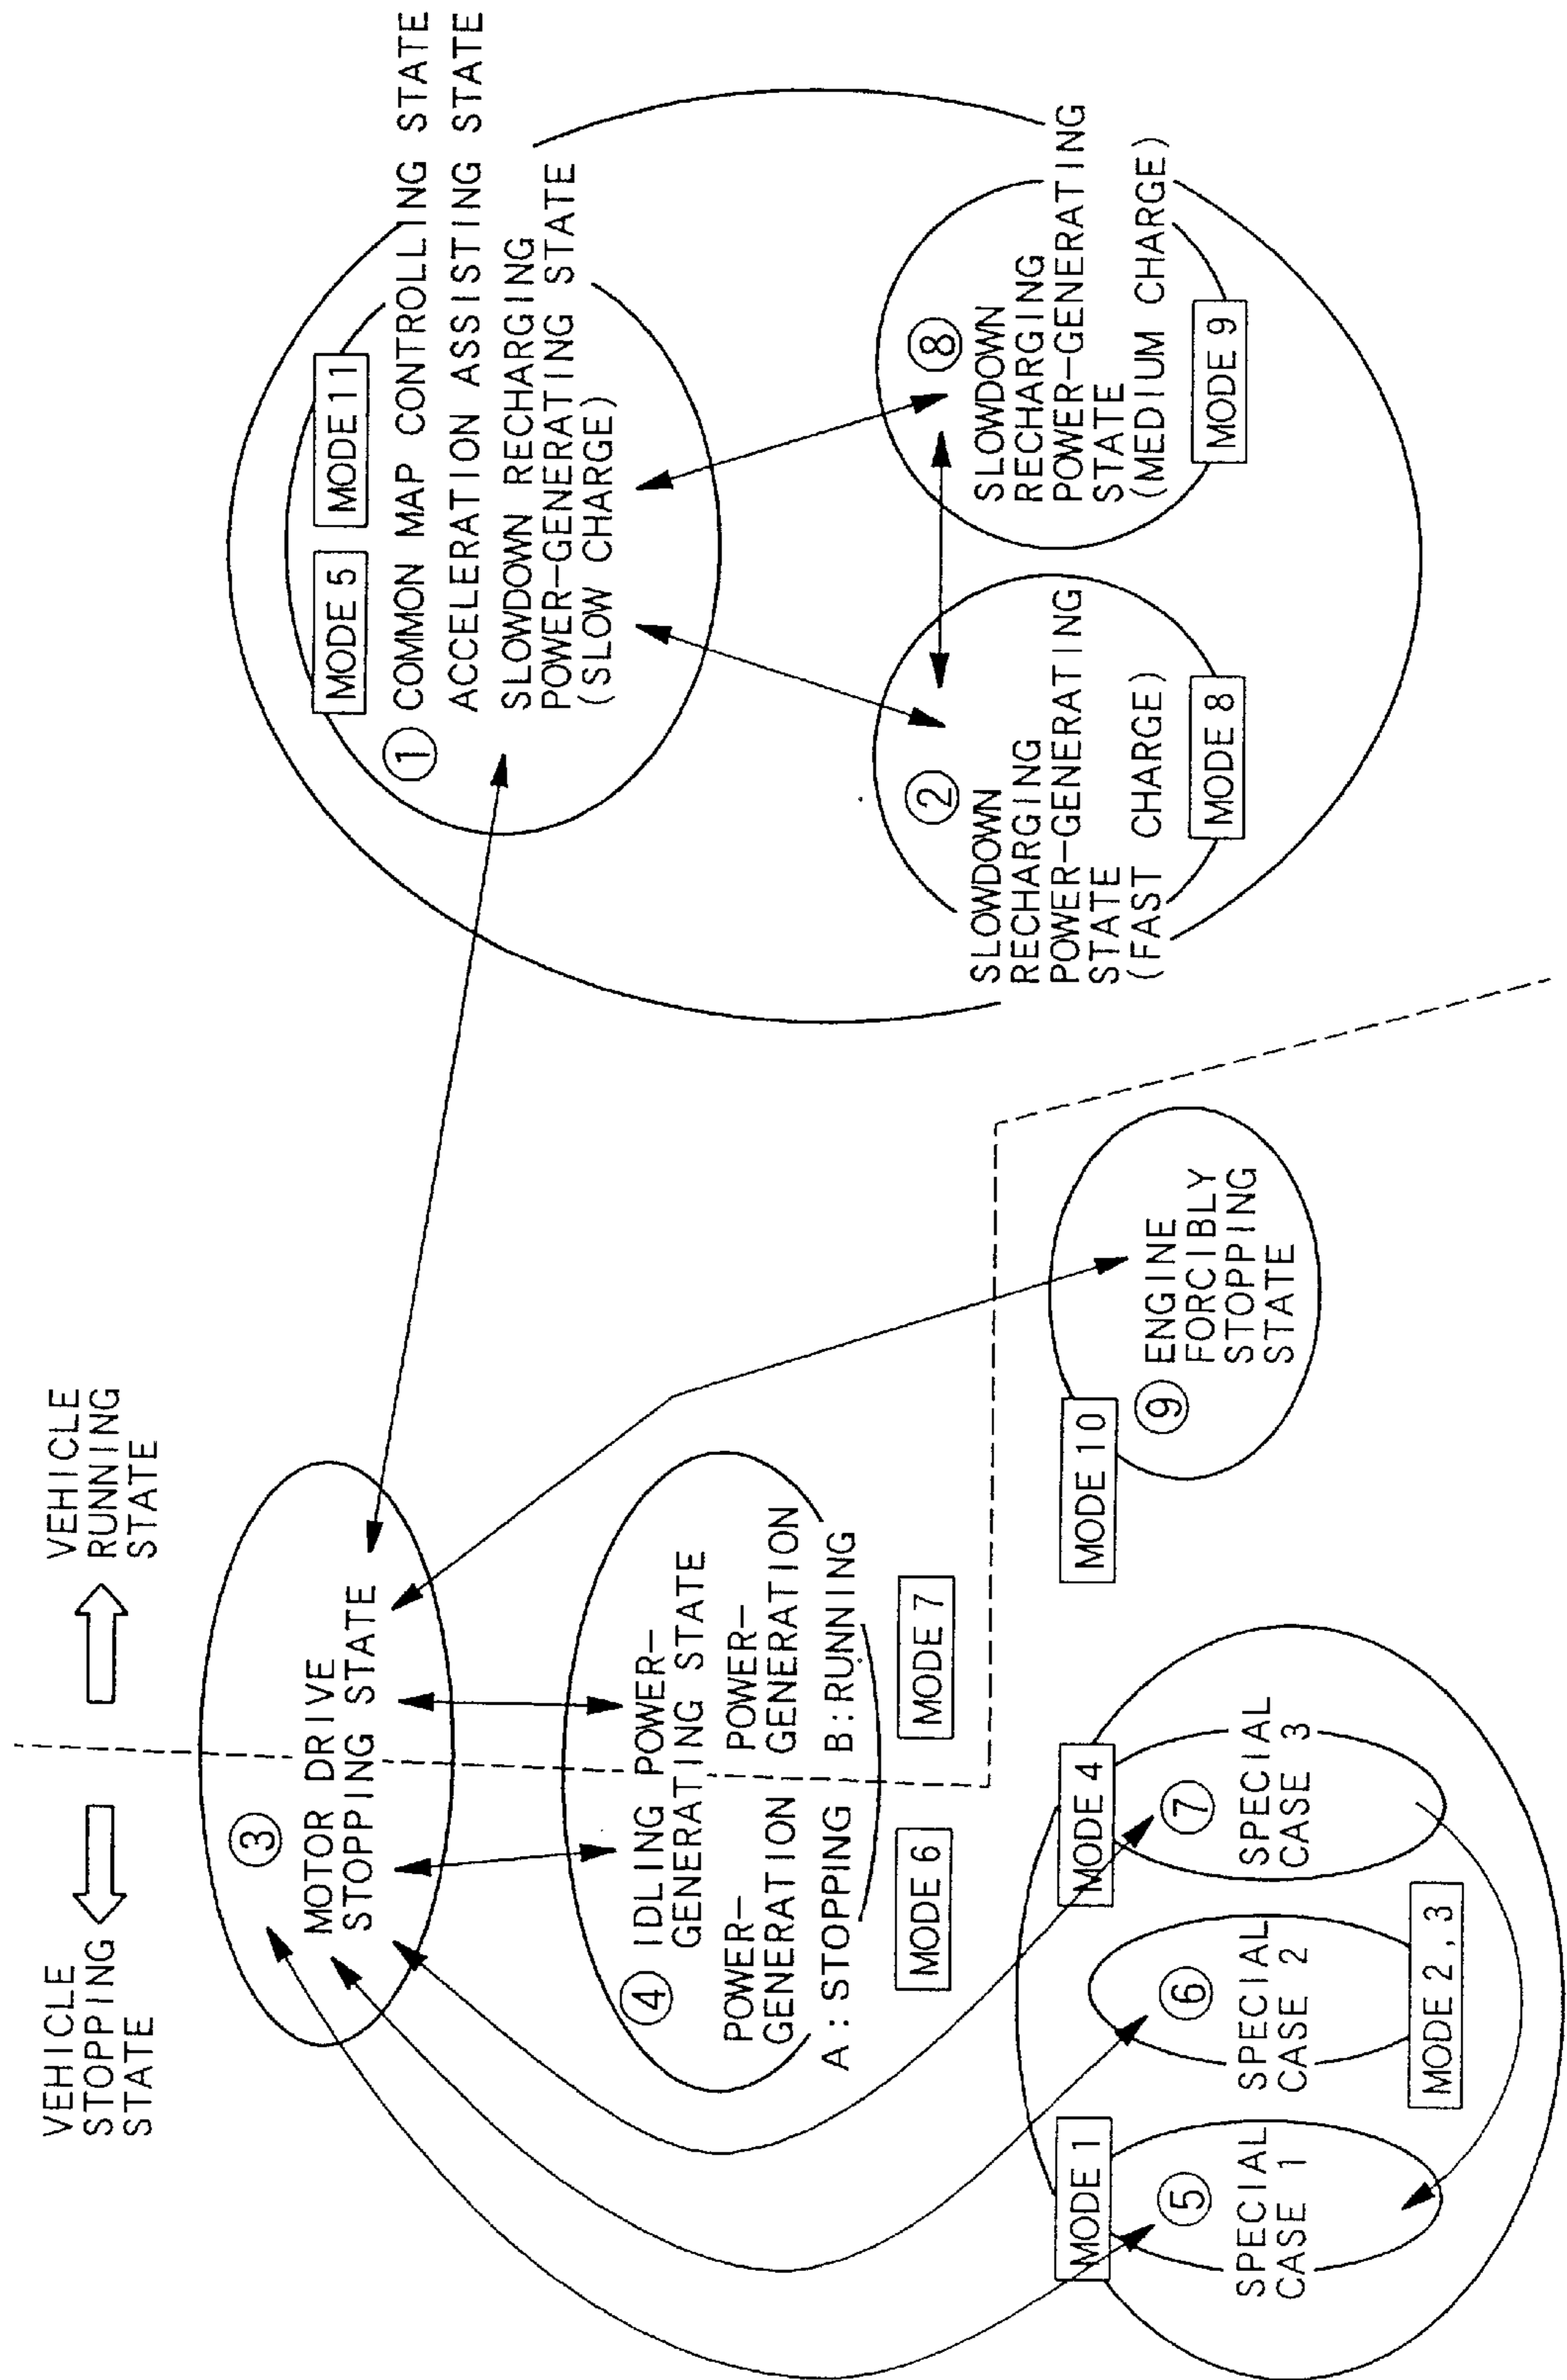 VEHICLE
STOPPING
STATE
VEHICLE
RUNNING
STATE
3
MOTOR DRIVE
STOPPING STATE
4 IDLING POWER-
GENERATING STATE
POWER-
GENERATION
A:STOPPING
POWER-
GENERATION
B:RUNNING
MODE 6
MODE 7
MODE 1
5
SPECIAL
CASE 1
6
SPECIAL
CASE 2
MODE 2,3
MODE 4
7
SPECIAL
CASE 3
MODE 10
9 ENGINE
FORCIBLY
STOPPING
STATE
MODE 5 MODE 11
1 COMMON MAP CONTROLLING STATE
ACCELERATION ASSISTING STATE
SLOWDOWN RECHARGING
POWER-GENERATING STATE
(SLOW CHARGE)
2
SLOWDOWN
RECHARGING
POWER-GENERATING
STATE
(FAST CHARGE)
MODE 8
8
SLOWDOWN
RECHARGING
POWER-GENERATING
STATE
(MEDIUM CHARGE)
MODE 9